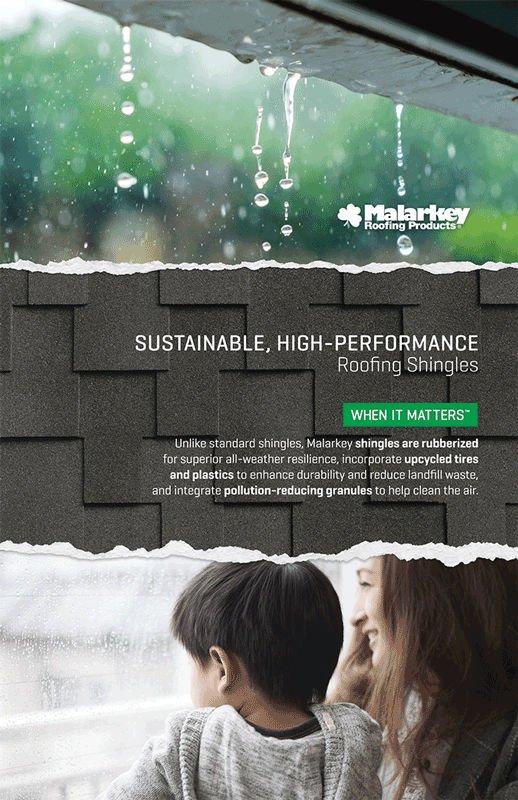 Malarkey
Roofing Products®
SUSTAINABLE, HIGH-PERFORMANCE
Roofing Shingles
WHEN IT MATTERS™
Unlike standard shingles, Malarkey shingles are rubberized
for superior all-weather resilience, incorporate upcycled tires
and plastics to enhance durability and reduce landfill waste,
and integrate pollution-reducing granules to help clean the air.